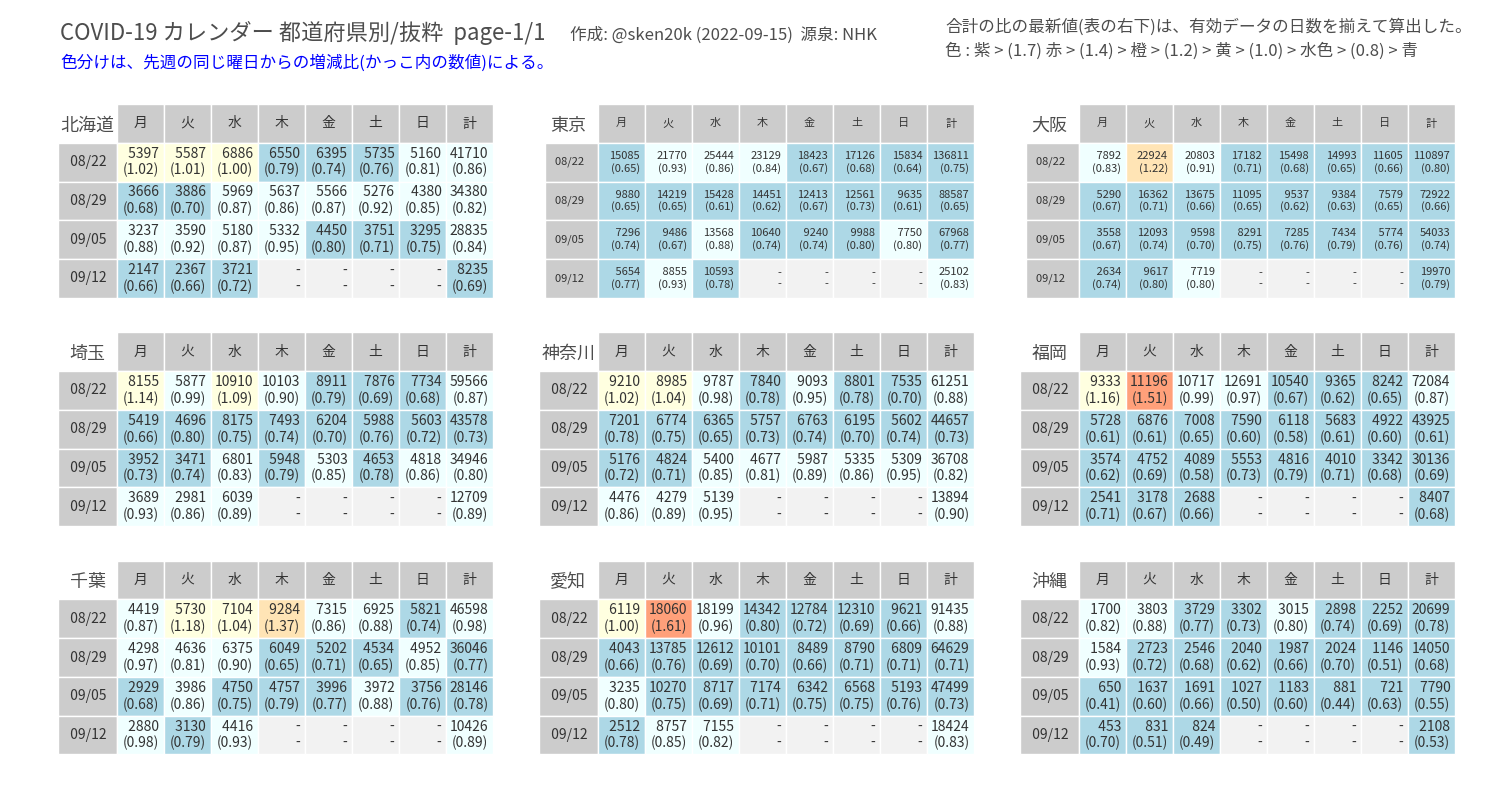 COVID-19 カレンダー 都道府県別/抜粋 page-1/1 作成: @sken20k (2022-09-15) 源泉: NHK
合計の比の最新値(表の右下)は、有効データの日数を揃えて算出した。
色分けは、先週の同じ曜日からの増減比(かっこ内の数値)による。
色 : 紫 > (1.7) 赤 > (1.4) > 橙 > (1.2) > 黄 > (1.0) > 水色 > (0.8) > 青
北海道 月 火 水 木 金 土 日 計
08/22 5397 5587 6886 6550 6395 5735 5160 41710
(1.02) (1.01) (1.00) (0.79) (0.74) (0.76) (0.81) (0.86)
08/29 3666 3886 5969 5637 5566 5276 4380 34380
(0.68) (0.70) (0.87) (0.86) (0.87) (0.92) (0.85) (0.82)
09/05 3237 3590 5180 5332 4450 3751 3295 28835
(0.88) (0.92) (0.87) (0.95) (0.80) (0.71) (0.75) (0.84)
09/12 2147 2367 3721 - - - - 8235
(0.66) (0.66) (0.72) - - - - (0.69)
東京 月 火 水 木 金 土 日 計
08/22 15085 21770 25444 23129 18423 17126 15834 136811
(0.65) (0.93) (0.86) (0.84) (0.67) (0.68) (0.64) (0.75)
08/29 9880 14219 15428 14451 12413 12561 9635 88587
(0.65) (0.65) (0.61) (0.62) (0.67) (0.73) (0.61) (0.65)
09/05 7296 9486 13568 10640 9240 9988 7750 67968
(0.74) (0.67) (0.88) (0.74) (0.74) (0.80) (0.80) (0.77)
09/12 5654 8855 10593 - - - - 25102
(0.77) (0.93) (0.78) - - - - (0.83)
大阪 月 火 水 木 金 土 日 計
08/22 7892 22924 20803 17182 15498 14993 11605 110897
(0.83) (1.22) (0.91) (0.71) (0.68) (0.65) (0.66) (0.80)
08/29 5290 16362 13675 11095 9537 9384 7579 72922
(0.67) (0.71) (0.66) (0.65) (0.62) (0.63) (0.65) (0.66)
09/05 3558 12093 9598 8291 7285 7434 5774 54033
(0.67) (0.74) (0.70) (0.75) (0.76) (0.79) (0.76) (0.74)
09/12 2634 9617 7719 - - - - 19970
(0.74) (0.80) (0.80) - - - - (0.79)
埼玉 月 火 水 木 金 土 日 計
08/22 8155 5877 10910 10103 8911 7876 7734 59566
(1.14) (0.99) (1.09) (0.90) (0.79) (0.69) (0.68) (0.87)
08/29 5419 4696 8175 7493 6204 5988 5603 43578
(0.66) (0.80) (0.75) (0.74) (0.70) (0.76) (0.72) (0.73)
09/05 3952 3471 6801 5948 5303 4653 4818 34946
(0.73) (0.74) (0.83) (0.79) (0.85) (0.78) (0.86) (0.80)
09/12 3689 2981 6039 - - - - 12709
(0.93) (0.86) (0.89) - - - - (0.89)
神奈川 月 火 水 木 金 土 日 計
08/22 9210 8985 9787 7840 9093 8801 7535 61251
(1.02) (1.04) (0.98) (0.78) (0.95) (0.78) (0.70) (0.88)
08/29 7201 6774 6365 5757 6763 6195 5602 44657
(0.78) (0.75) (0.65) (0.73) (0.74) (0.70) (0.74) (0.73)
09/05 5176 4824 5400 4677 5987 5335 5309 36708
(0.72) (0.71) (0.85) (0.81) (0.89) (0.86) (0.95) (0.82)
09/12 4476 4279 5139 - - - - 13894
(0.86) (0.89) (0.95) - - - - (0.90)
福岡 月 火 水 木 金 土 日 計
08/22 9333 11196 10717 12691 10540 9365 8242 72084
(1.16) (1.51) (0.99) (0.97) (0.67) (0.62) (0.65) (0.87)
08/29 5728 6876 7008 7590 6118 5683 4922 43925
(0.61) (0.61) (0.65) (0.60) (0.58) (0.61) (0.60) (0.61)
09/05 3574 4752 4089 5553 4816 4010 3342 30136
(0.62) (0.69) (0.58) (0.73) (0.79) (0.71) (0.68) (0.69)
09/12 2541 3178 2688 - - - - 8407
(0.71) (0.67) (0.66) - - - - (0.68)
千葉 月 火 水 木 金 土 日 計
08/22 4419 5730 7104 9284 7315 6925 5821 46598
(0.87) (1.18) (1.04) (1.37) (0.86) (0.88) (0.74) (0.98)
08/29 4298 4636 6375 6049 5202 4534 4952 36046
(0.97) (0.81) (0.90) (0.65) (0.71) (0.65) (0.85) (0.77)
09/05 2929 3986 4750 4757 3996 3972 3756 28146
(0.68) (0.86) (0.75) (0.79) (0.77) (0.88) (0.76) (0.78)
09/12 2880 3130 4416 - - - - 10426
(0.98) (0.79) (0.93) - - - - (0.89)
愛知 月 火 水 木 金 土 日 計
08/22 6119 18060 18199 14342 12784 12310 9621 91435
(1.00) (1.61) (0.96) (0.80) (0.72) (0.69) (0.66) (0.88)
08/29 4043 13785 12612 10101 8489 8790 6809 64629
(0.66) (0.76) (0.69) (0.70) (0.66) (0.71) (0.71) (0.71)
09/05 3235 10270 8717 7174 6342 6568 5193 47499
(0.80) (0.75) (0.69) (0.71) (0.75) (0.75) (0.76) (0.73)
09/12 2512 8757 7155 - - - - 18424
(0.78) (0.85) (0.82) - - - - (0.83)
沖縄 月 火 水 木 金 土 日 計
08/22 1700 3803 3729 3302 3015 2898 2252 20699
(0.82) (0.88) (0.77) (0.73) (0.80) (0.74) (0.69) (0.78)
08/29 1584 2723 2546 2040 1987 2024 1146 14050
(0.93) (0.72) (0.68) (0.62) (0.66) (0.70) (0.51) (0.68)
09/05 650 1637 1691 1027 1183 881 721 7790
(0.41) (0.60) (0.66) (0.50) (0.60) (0.44) (0.63) (0.55)
09/12 453 831 824 - - - - 2108
(0.70) (0.51) (0.49) - - - - (0.53)